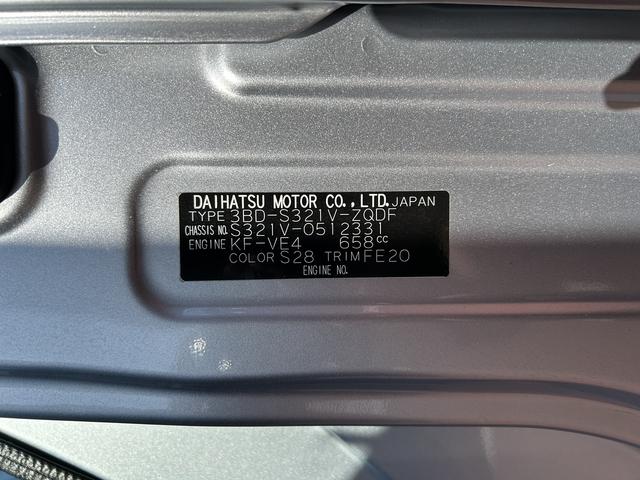 DAIHATSU MOTOR CO.,LTD. JAPAN
TYPE 3BD-S321V-ZQDF
CHASSIS NO. S321V-0512331
ENGINE KF-VE4 658cc
COLOR S28 TRIM FE20
ENGINE NO.